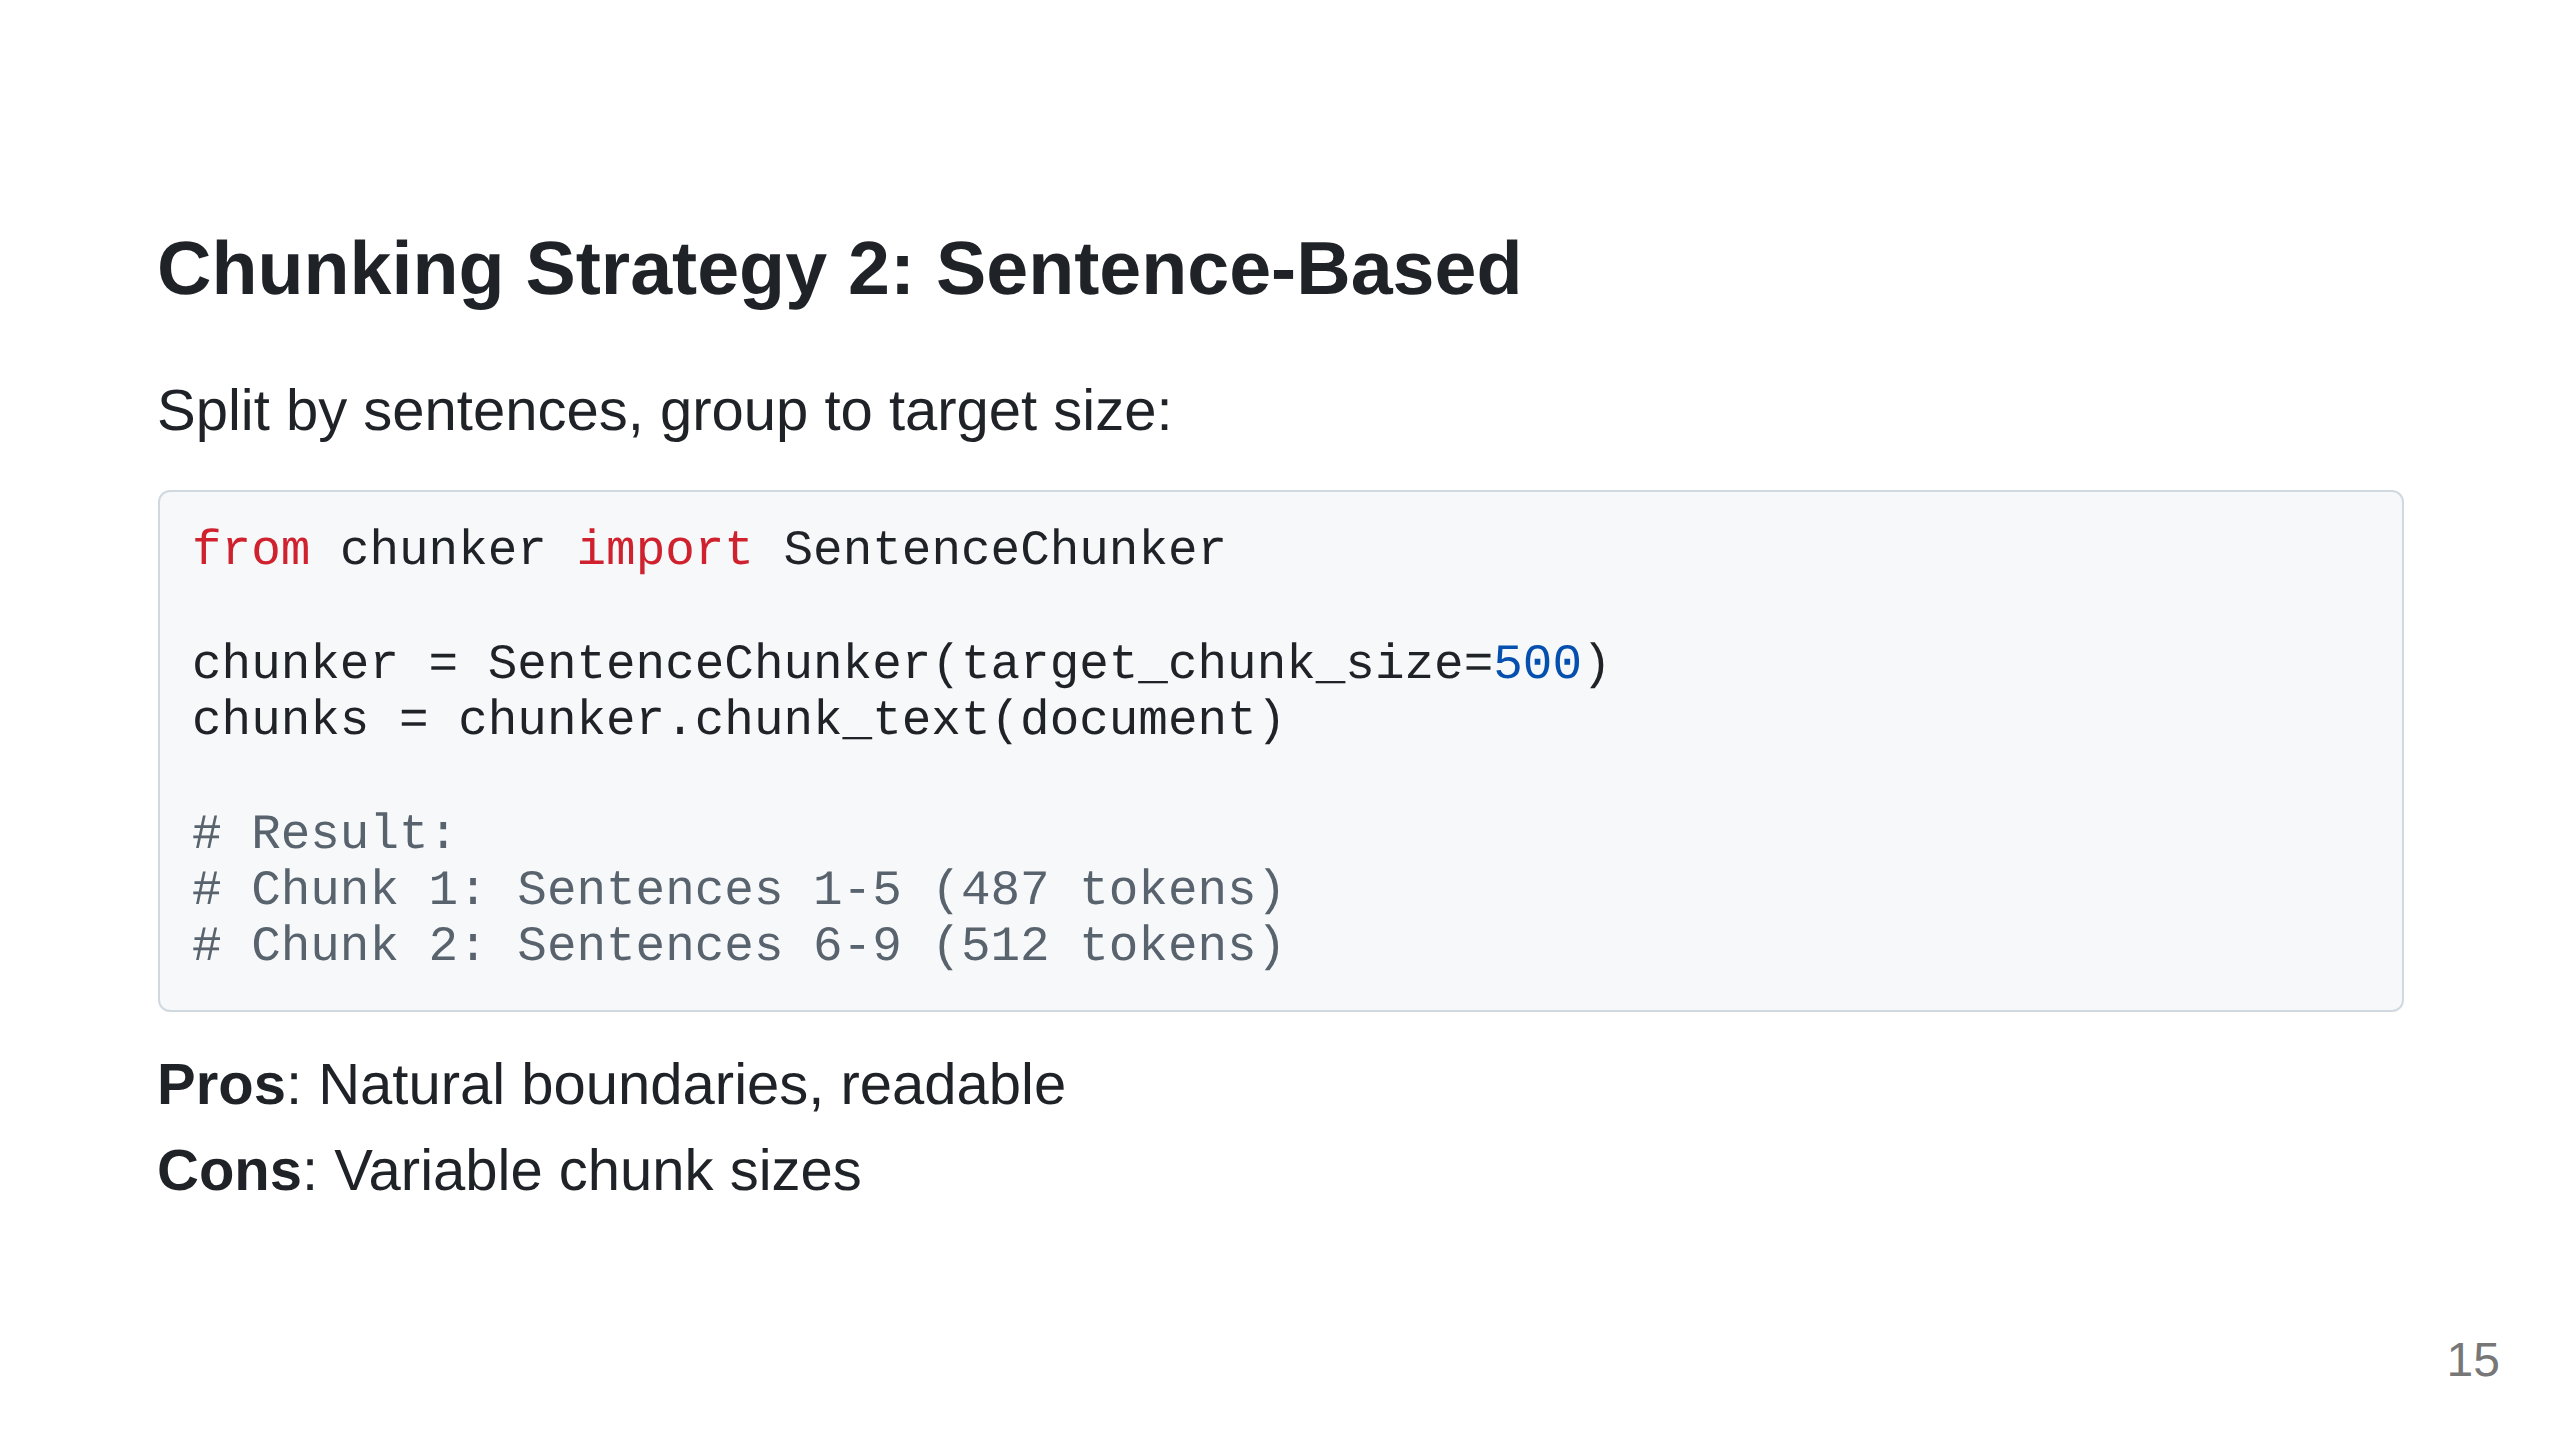 Chunking Strategy 2: Sentence-Based
Split by sentences, group to target size:
from chunker import SentenceChunker
chunker = SentenceChunker(target_chunk_size=500)
chunks = chunker.chunk_text(document)
# Result:
# Chunk 1: Sentences 1-5 (487 tokens)
# Chunk 2: Sentences 6-9 (512 tokens)
Pros: Natural boundaries, readable
Cons: Variable chunk sizes
15